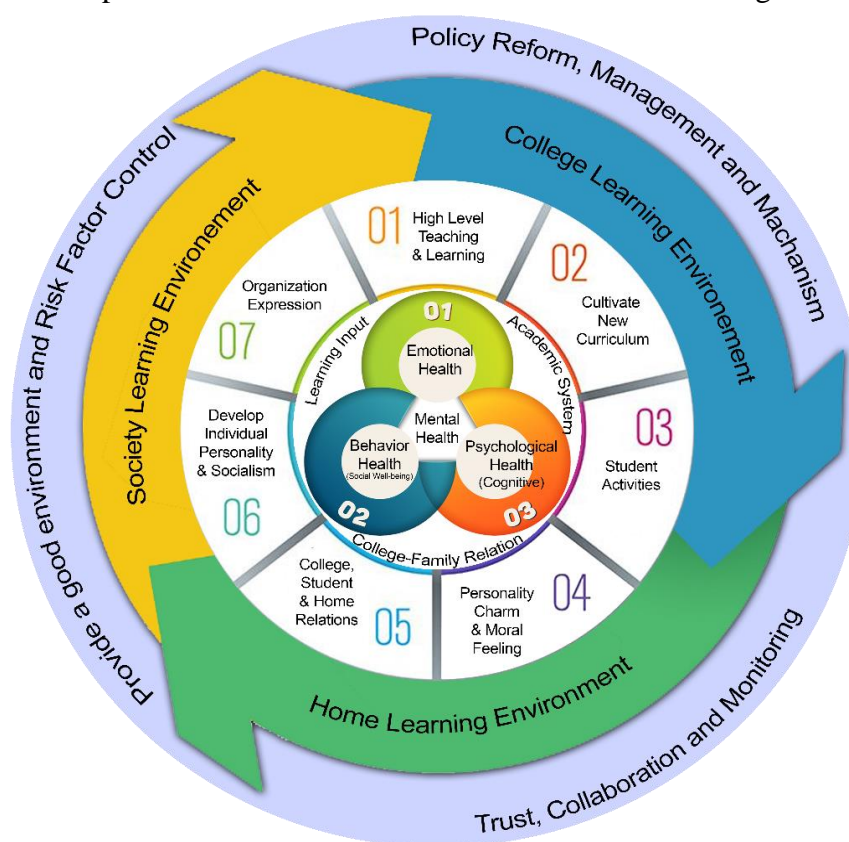 Policy Reform, Management and Machanism
College Learning Environement
Society Learning Environement
Provide a good environment and Risk Factor Control
Home Learning Environment
Trust, Collaboration and Monitoring
01
High Level
Teaching
& Learning
02
Cultivate
New
Curriculum
03
Student
Activities
04
Personality
Charm
& Moral
Feeling
05
College,
Student
& Home
Relations
06
Develop
Individual
Personality
& Socialism
07
Organization
Expression
Learning Input
Academic System
College-Family Relation
01
Emotional
Health
Mental
Health
02
Behavior
Health
(Social Well-being)
03
Psychological
Health
(Cognitive)